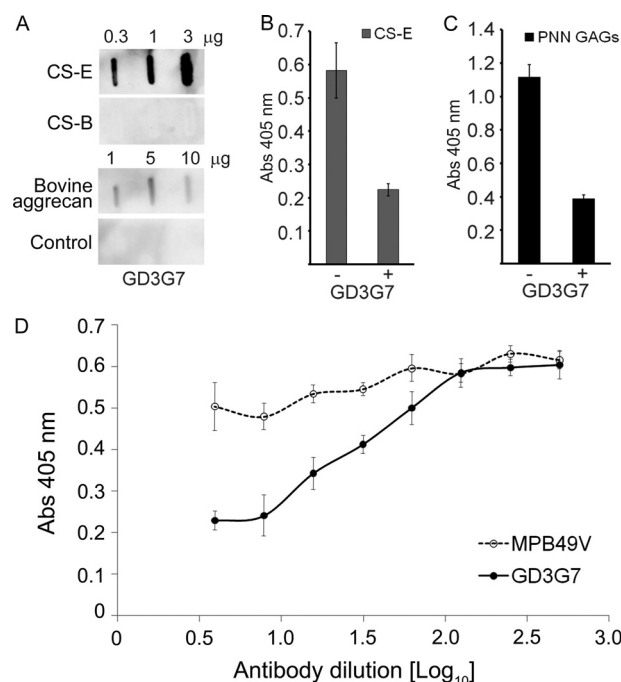 A
0.3 1 3 μg
CS-E
CS-B
1 5 10 μg
Bovine
aggrecan
Control
GD3G7
B
CS-E
0.7
0.6
0.5
0.4
0.3
0.2
0.1
Abs 405 nm
- +
GD3G7
C
PNN GAGs
1.4
1.2
1.0
0.8
0.6
0.4
0.2
Abs 405 nm
- +
GD3G7
D
0.7
0.6
0.5
0.4
0.3
0.2
0.1
0
Abs 405 nm
MPB49V
GD3G7
0 0.5 1.0 1.5 2.0 2.5 3.0
Antibody dilution [Log10]